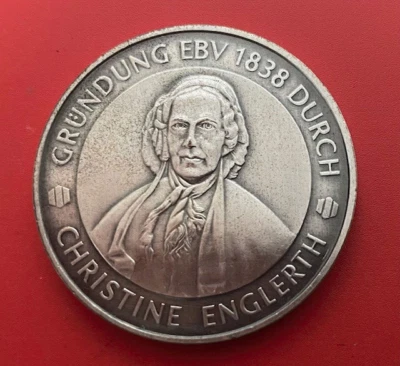 GRÜNDUNG EBV 1838 DURCH
CHRISTINE ENGLERTH